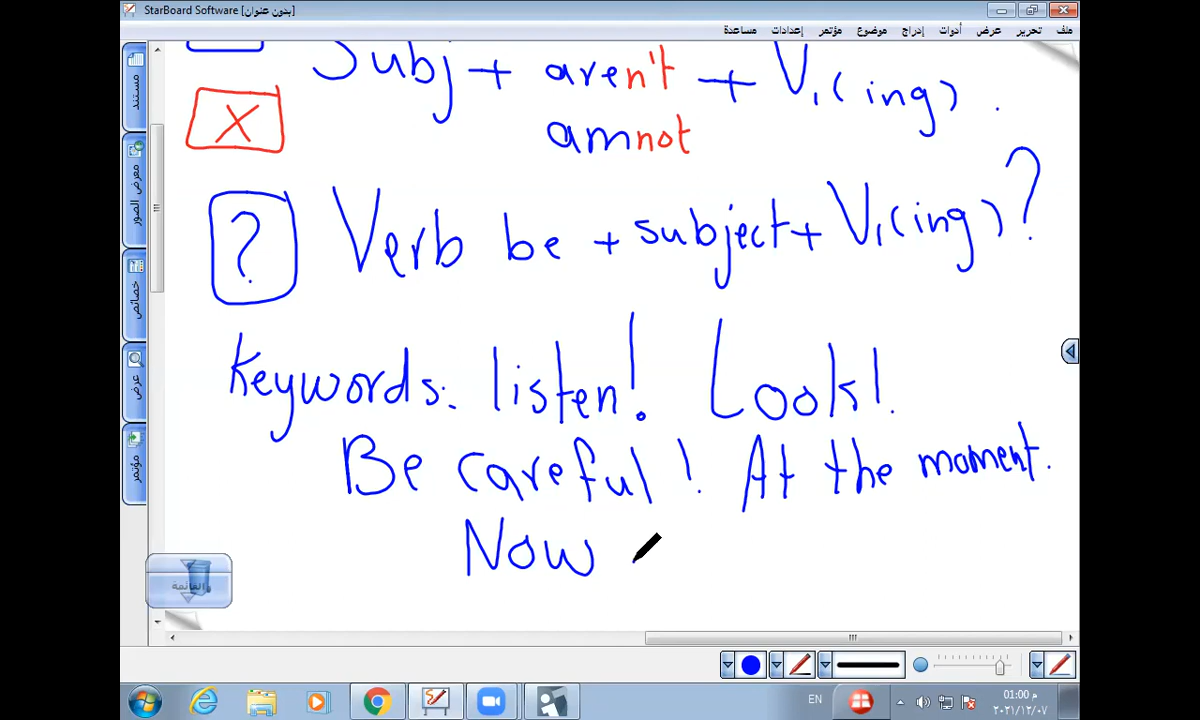 StarBoard Software [بدون عنوان]
ملف تحرير عرض أدوات إدراج موضوع مؤتمر إعدادات مساعدة
Subj + aren't + V1(ing).
am not
X
? Verb be + subject + V1(ing)?
Keywords: listen! Look!
Be careful! At the moment.
Now
مستند
معرض الصور
خصائص
عرض
مؤتمر
القائمة
EN
01:00 م
٢٠٢١/١٢/٠٧